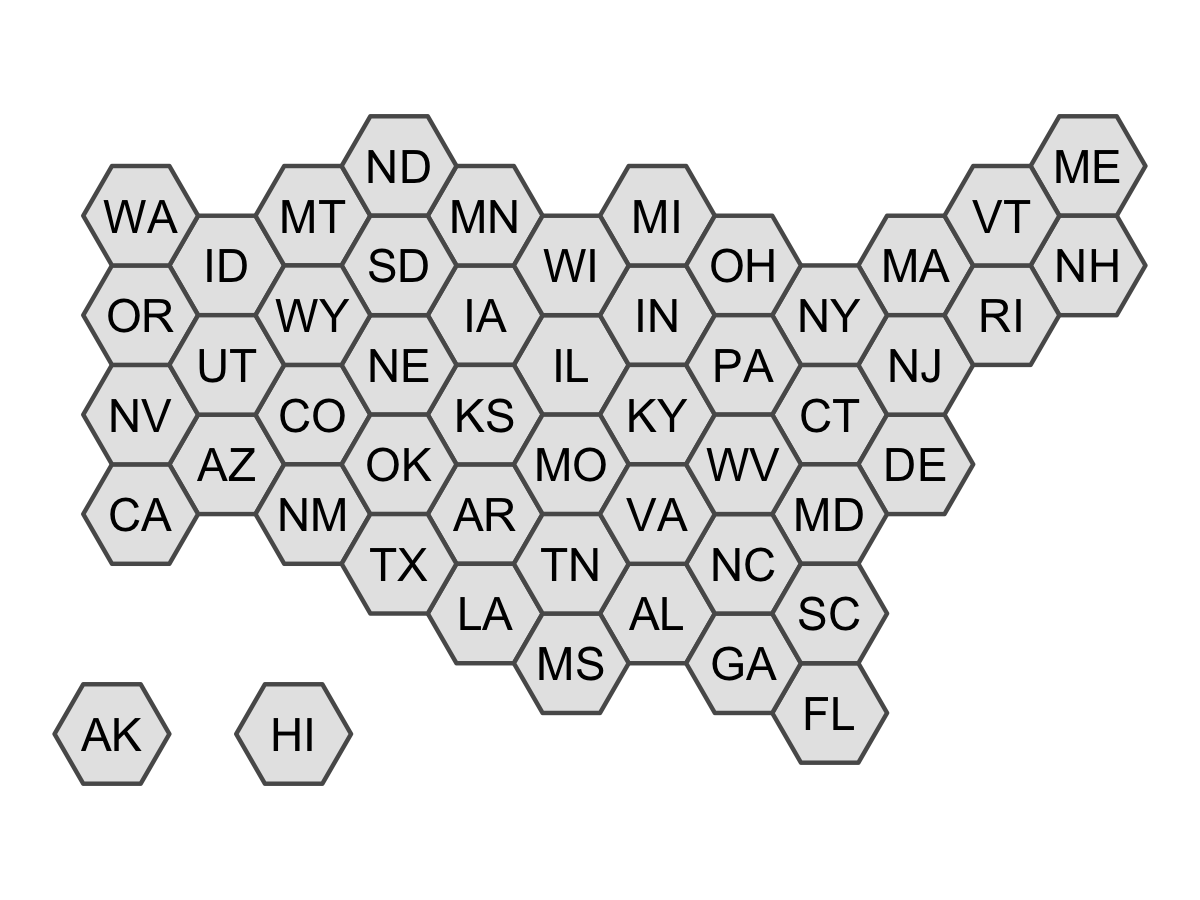 ND ME
WA MT MN MI VT
ID SD WI OH MA NH
OR WY IA IN NY RI
UT NE IL PA NJ
NV CO KS KY CT
AZ OK MO WV DE
CA NM AR VA MD
TX TN NC
LA AL SC
MS GA
FL
AK HI